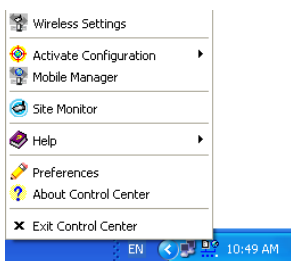 Wireless Settings
Activate Configuration
Mobile Manager
Site Monitor
Help
Preferences
About Control Center
Exit Control Center
EN 10:49 AM